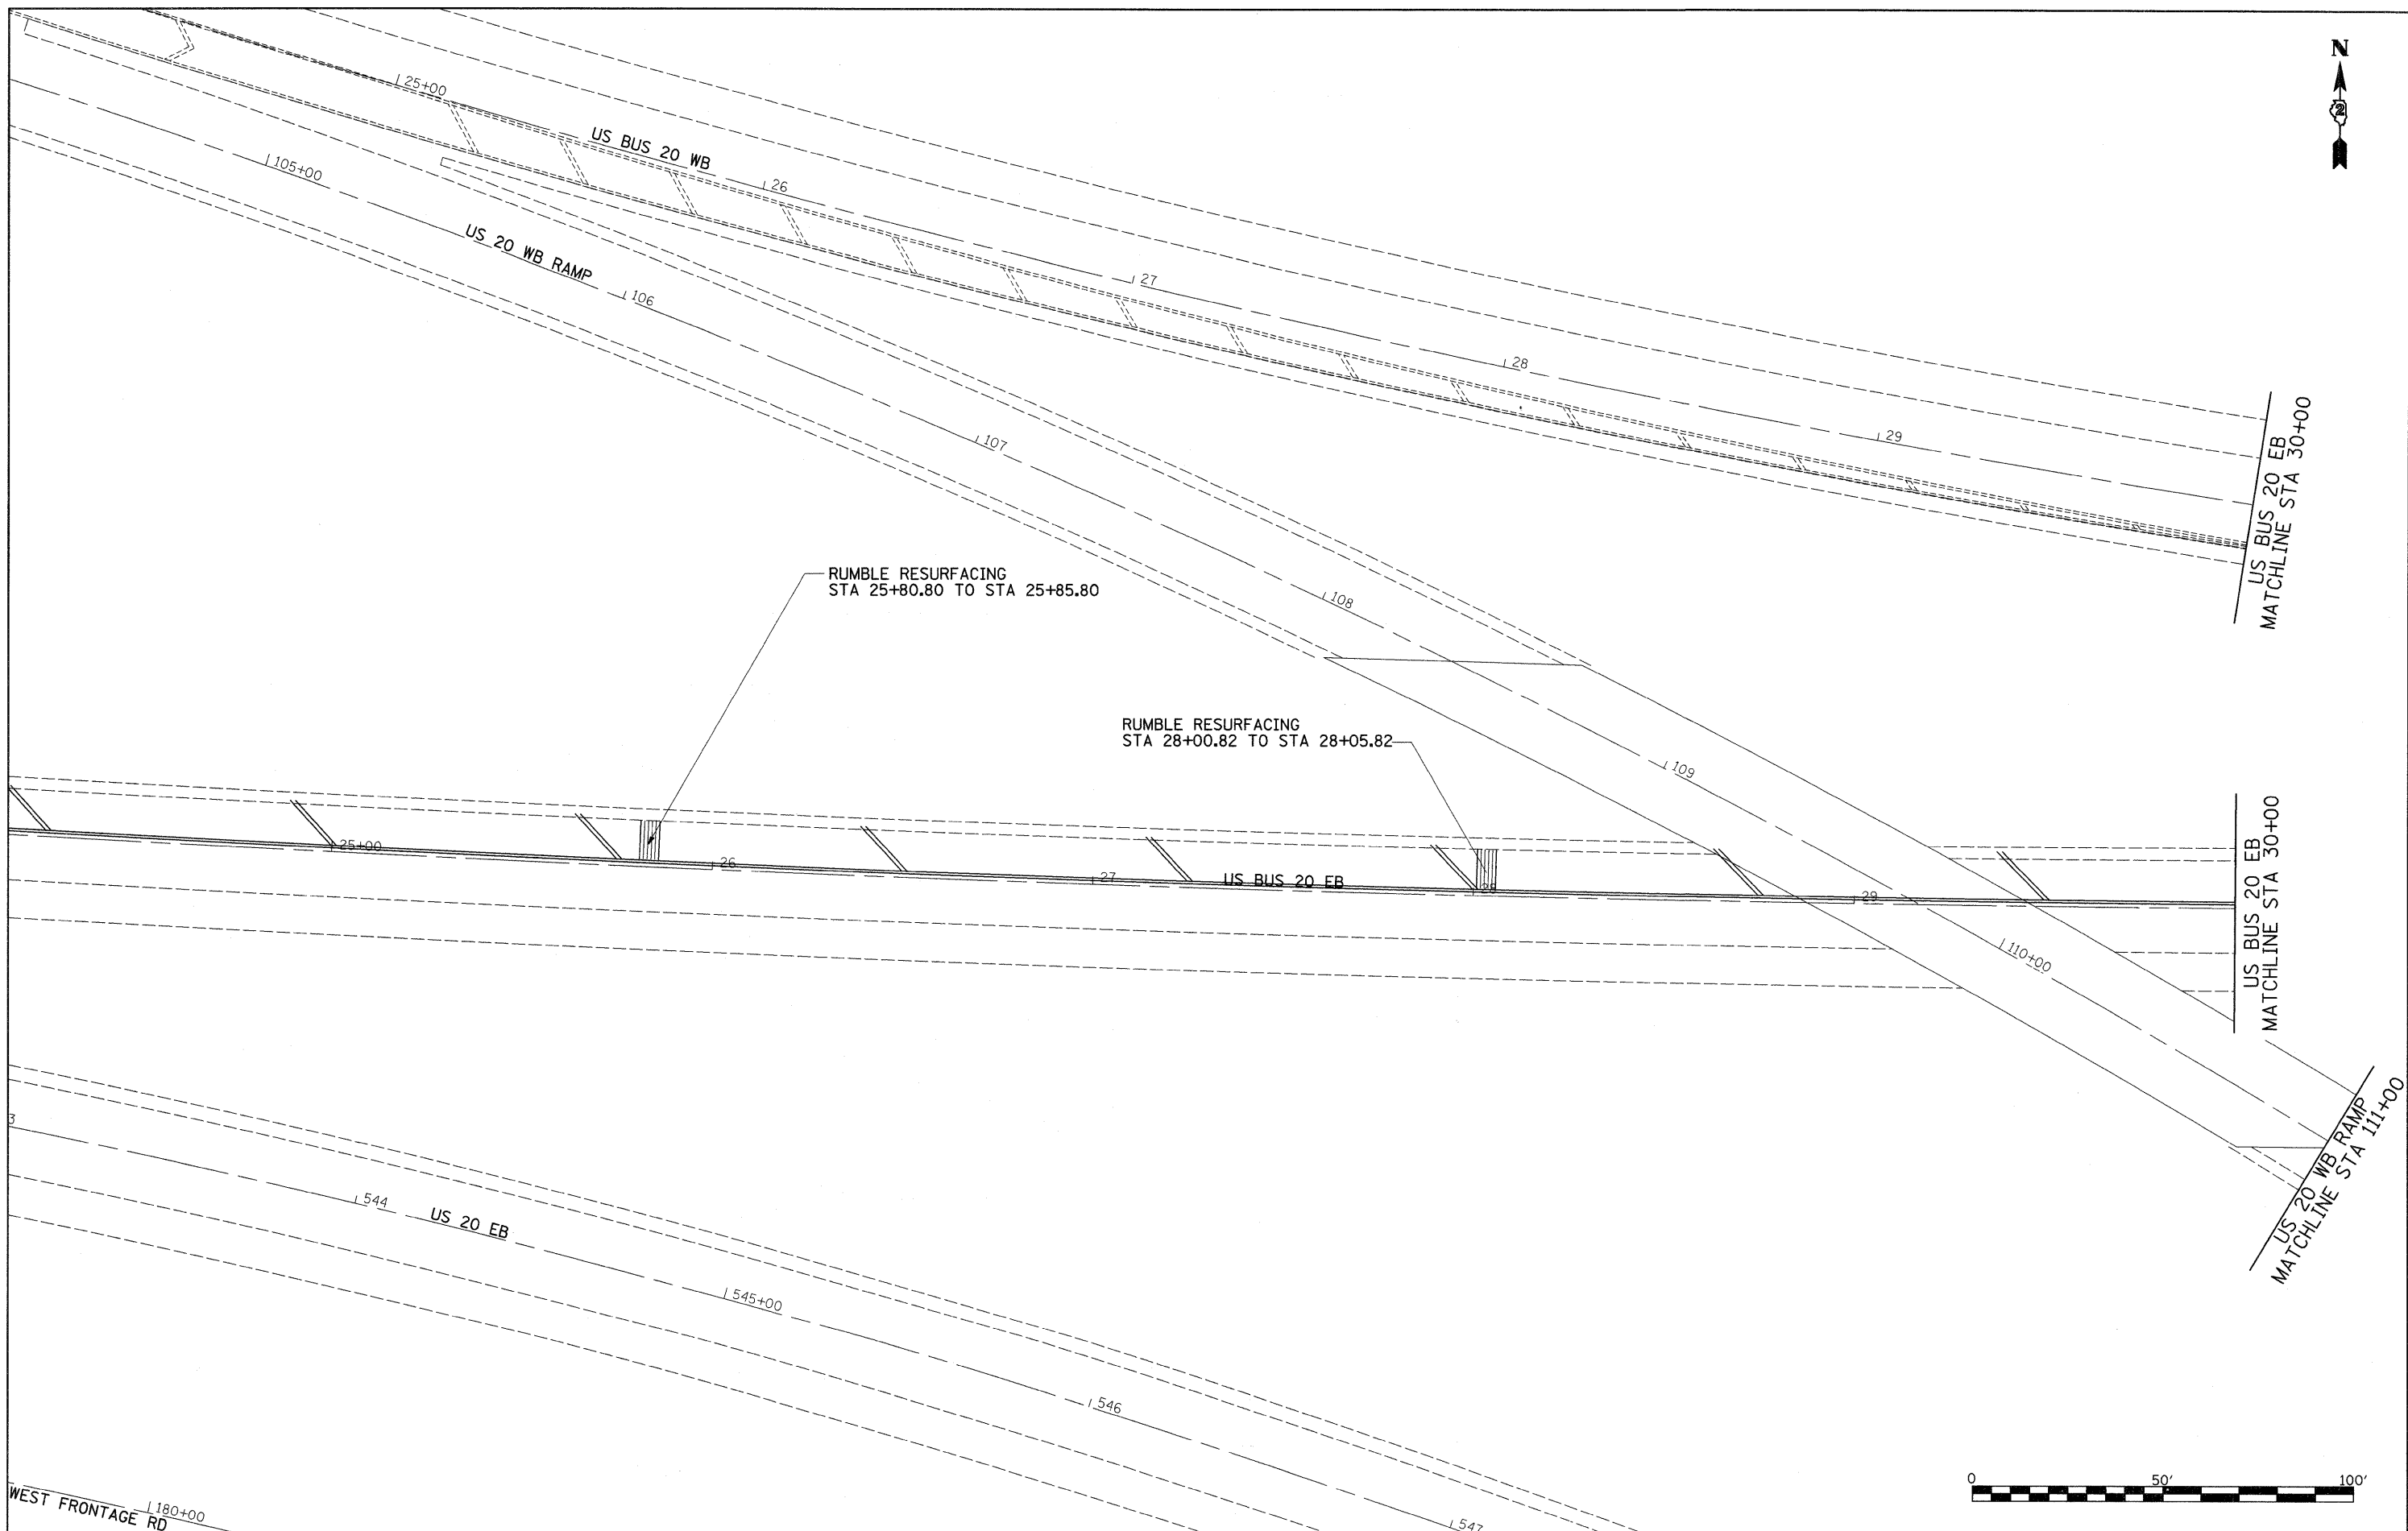 N
2
25+00
US BUS 20 WB
26
105+00
US 20 WB RAMP
106
27
28
29
107
US BUS 20 EB
MATCHLINE STA 30+00
RUMBLE RESURFACING
STA 25+80.80 TO STA 25+85.80
108
RUMBLE RESURFACING
STA 28+00.82 TO STA 28+05.82
109
25+00
26
27
US BUS 20 EB
28
29
US BUS 20 EB
MATCHLINE STA 30+00
110+00
US 20 WB RAMP
MATCHLINE STA 111+00
3
544
US 20 EB
545+00
546
547
0 50' 100'
WEST FRONTAGE RD
180+00